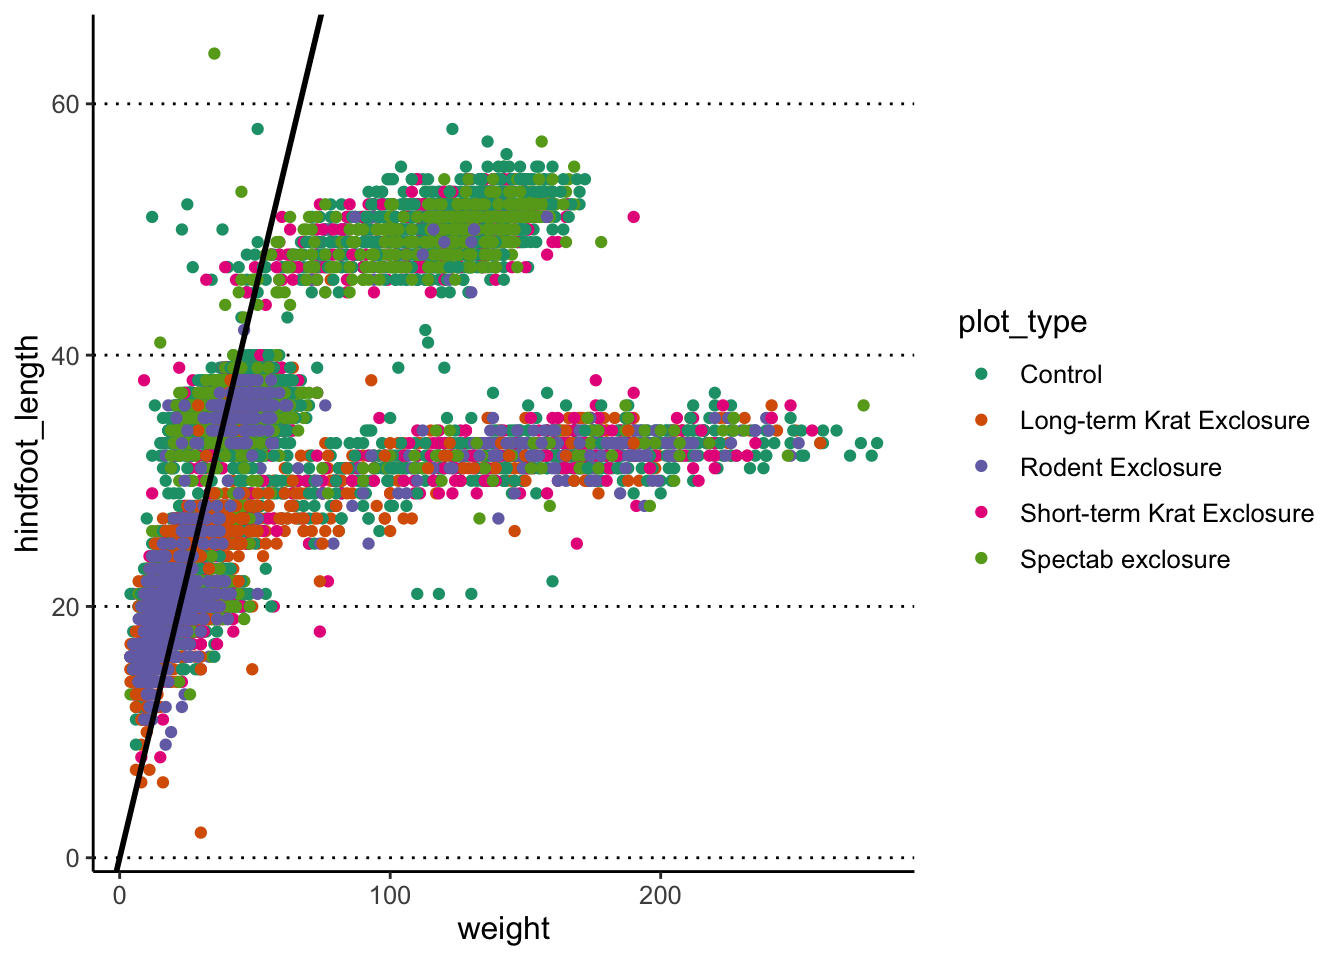 60
40
20
0
hindfoot_length
0 100 200
weight
plot_type
Control
Long-term Krat Exclosure
Rodent Exclosure
Short-term Krat Exclosure
Spectab exclosure